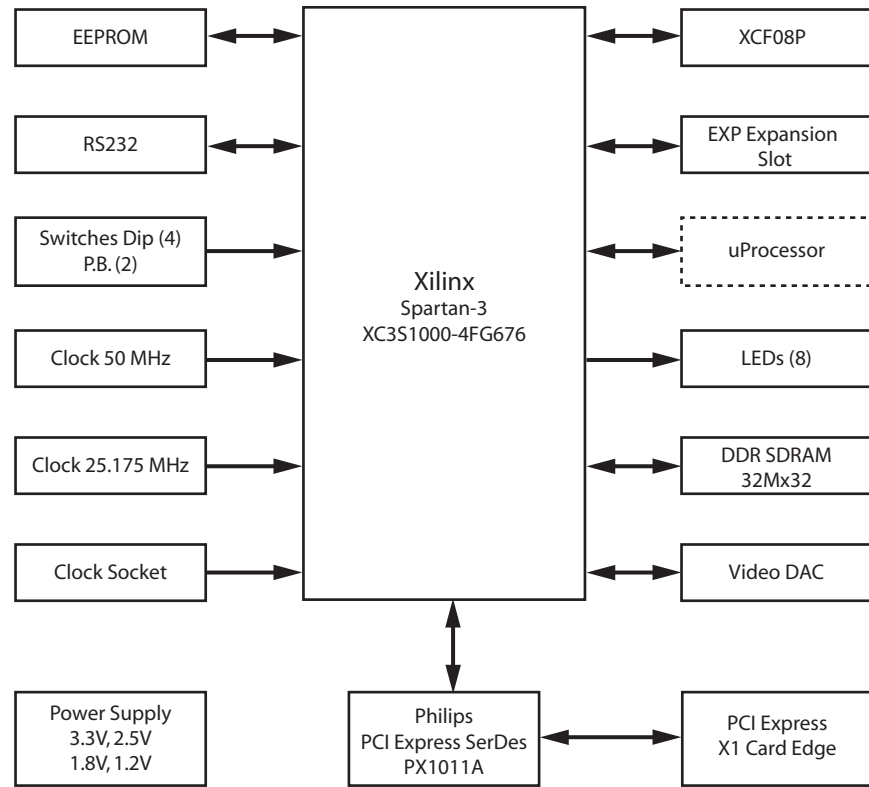 EEPROM
XCF08P
RS232
EXP Expansion
Slot
Switches Dip (4)
P.B. (2)
uProcessor
Xilinx
Spartan-3
XC3S1000-4FG676
Clock 50 MHz
LEDs (8)
Clock 25.175 MHz
DDR SDRAM
32Mx32
Clock Socket
Video DAC
Power Supply
3.3V, 2.5V
1.8V, 1.2V
Philips
PCI Express SerDes
PX1011A
PCI Express
X1 Card Edge